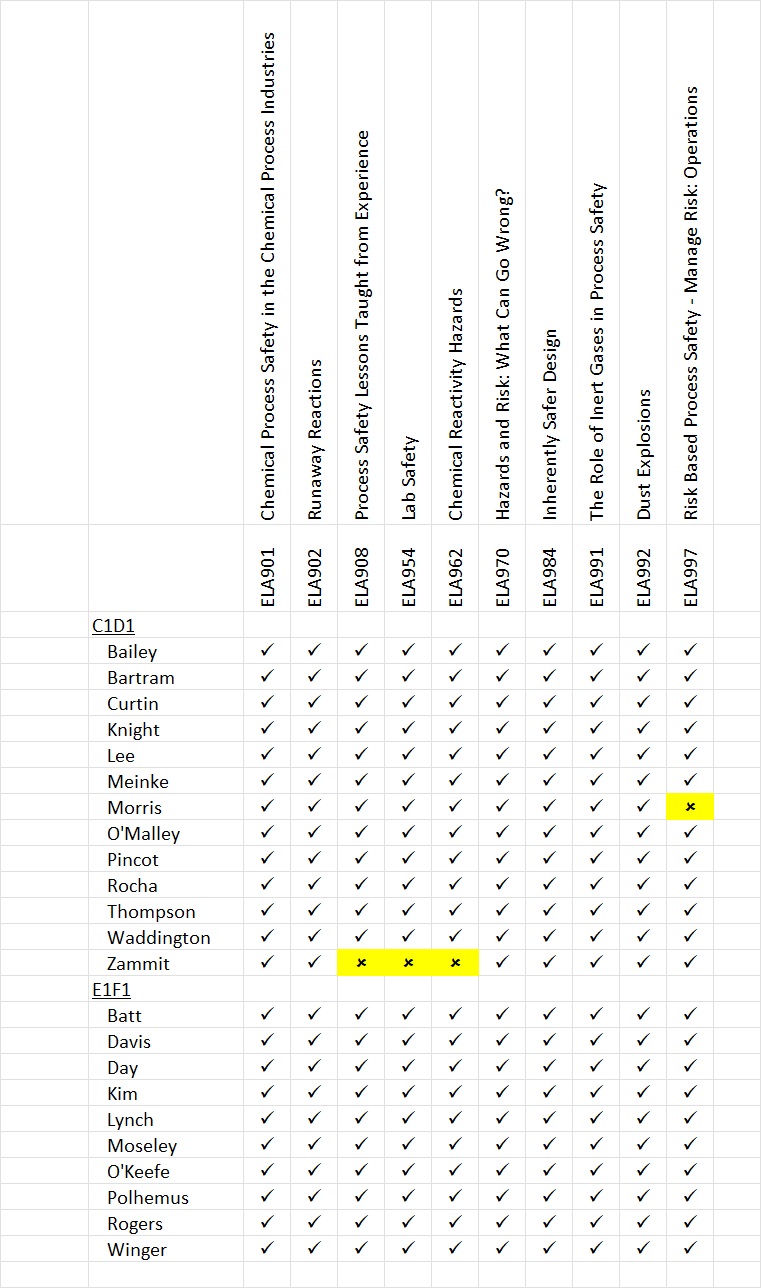 Chemical Process Safety in the Chemical Process Industries
Runaway Reactions
Process Safety Lessons Taught from Experience
Lab Safety
Chemical Reactivity Hazards
Hazards and Risk: What Can Go Wrong?
Inherently Safer Design
The Role of Inert Gases in Process Safety
Dust Explosions
Risk Based Process Safety - Manage Risk: Operations
ELA901 ELA902 ELA908 ELA954 ELA962 ELA970 ELA984 ELA991 ELA992 ELA997
C1D1
Bailey ✓ ✓ ✓ ✓ ✓ ✓ ✓ ✓ ✓ ✓
Bartram ✓ ✓ ✓ ✓ ✓ ✓ ✓ ✓ ✓ ✓
Curtin ✓ ✓ ✓ ✓ ✓ ✓ ✓ ✓ ✓ ✓
Knight ✓ ✓ ✓ ✓ ✓ ✓ ✓ ✓ ✓ ✓
Lee ✓ ✓ ✓ ✓ ✓ ✓ ✓ ✓ ✓ ✓
Meinke ✓ ✓ ✓ ✓ ✓ ✓ ✓ ✓ ✓ ✓
Morris ✓ ✓ ✓ ✓ ✓ ✓ ✓ ✓ ✓ ×
O'Malley ✓ ✓ ✓ ✓ ✓ ✓ ✓ ✓ ✓ ✓
Pincot ✓ ✓ ✓ ✓ ✓ ✓ ✓ ✓ ✓ ✓
Rocha ✓ ✓ ✓ ✓ ✓ ✓ ✓ ✓ ✓ ✓
Thompson ✓ ✓ ✓ ✓ ✓ ✓ ✓ ✓ ✓ ✓
Waddington ✓ ✓ ✓ ✓ ✓ ✓ ✓ ✓ ✓ ✓
Zammit ✓ ✓ × × × ✓ ✓ ✓ ✓ ✓
E1F1
Batt ✓ ✓ ✓ ✓ ✓ ✓ ✓ ✓ ✓ ✓
Davis ✓ ✓ ✓ ✓ ✓ ✓ ✓ ✓ ✓ ✓
Day ✓ ✓ ✓ ✓ ✓ ✓ ✓ ✓ ✓ ✓
Kim ✓ ✓ ✓ ✓ ✓ ✓ ✓ ✓ ✓ ✓
Lynch ✓ ✓ ✓ ✓ ✓ ✓ ✓ ✓ ✓ ✓
Moseley ✓ ✓ ✓ ✓ ✓ ✓ ✓ ✓ ✓ ✓
O'Keefe ✓ ✓ ✓ ✓ ✓ ✓ ✓ ✓ ✓ ✓
Polhemus ✓ ✓ ✓ ✓ ✓ ✓ ✓ ✓ ✓ ✓
Rogers ✓ ✓ ✓ ✓ ✓ ✓ ✓ ✓ ✓ ✓
Winger ✓ ✓ ✓ ✓ ✓ ✓ ✓ ✓ ✓ ✓